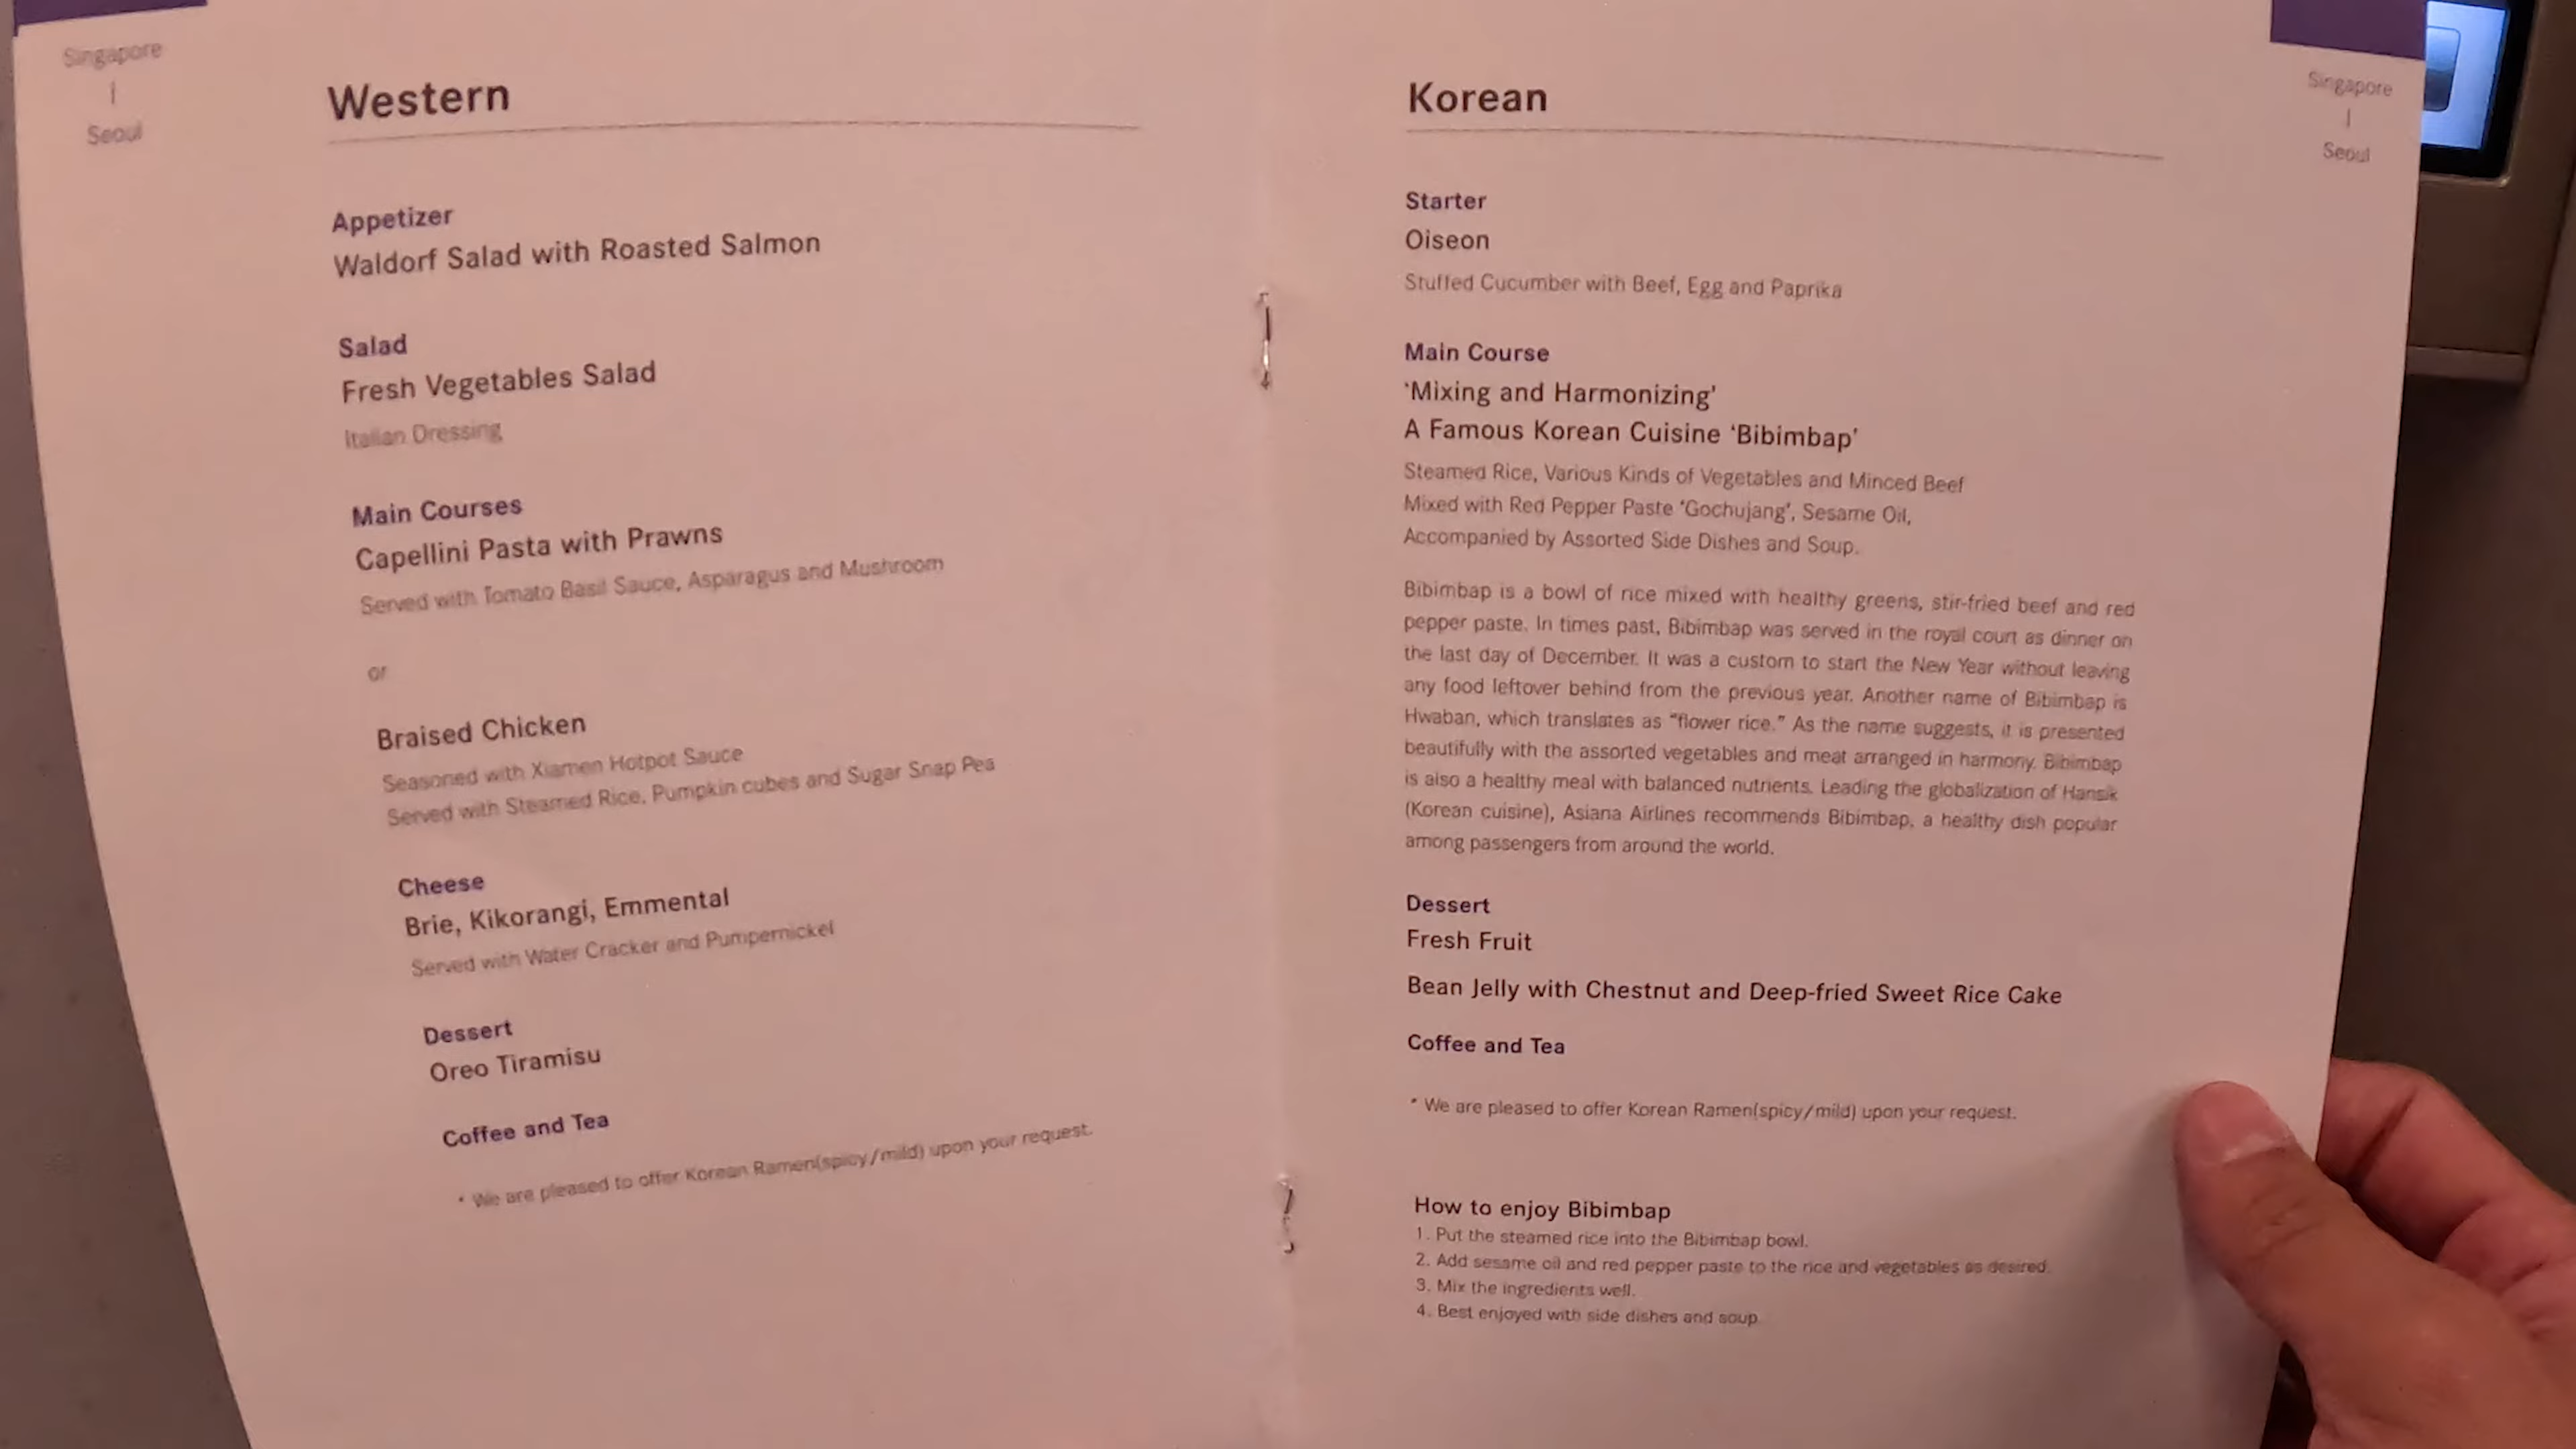 Singapore
|
Seoul
Western
Appetizer
Waldorf Salad with Roasted Salmon
Salad
Fresh Vegetables Salad
Italian Dressing
Main Courses
Capellini Pasta with Prawns
Served with Tomato Basil Sauce, Asparagus and Mushroom
or
Braised Chicken
Seasoned with Xiamen Hotpot Sauce
Served with Steamed Rice, Pumpkin cubes and Sugar Snap Pea
Cheese
Brie, Kikorangi, Emmental
Served with Water Cracker and Pumpernickel
Dessert
Oreo Tiramisu
Coffee and Tea
* We are pleased to offer Korean Ramen(spicy/mild) upon your request.
Singapore
|
Seoul
Korean
Starter
Oiseon
Stuffed Cucumber with Beef, Egg and Paprika
Main Course
‘Mixing and Harmonizing’
A Famous Korean Cuisine ‘Bibimbap’
Steamed Rice, Various Kinds of Vegetables and Minced Beef
Mixed with Red Pepper Paste ‘Gochujang’, Sesame Oil,
Accompanied by Assorted Side Dishes and Soup.
Bibimbap is a bowl of rice mixed with healthy greens, stir-fried beef and red
pepper paste. In times past, Bibimbap was served in the royal court as dinner on
the last day of December. It was a custom to start the New Year without leaving
any food leftover behind from the previous year. Another name of Bibimbap is
Hwaban, which translates as “flower rice.” As the name suggests, it is presented
beautifully with the assorted vegetables and meat arranged in harmony. Bibimbap
is also a healthy meal with balanced nutrients. Leading the globalization of Hansik
(Korean cuisine), Asiana Airlines recommends Bibimbap, a healthy dish popular
among passengers from around the world.
Dessert
Fresh Fruit
Bean Jelly with Chestnut and Deep-fried Sweet Rice Cake
Coffee and Tea
* We are pleased to offer Korean Ramen(spicy/mild) upon your request.
How to enjoy Bibimbap
1. Put the steamed rice into the Bibimbap bowl.
2. Add sesame oil and red pepper paste to the rice and vegetables as desired.
3. Mix the ingredients well.
4. Best enjoyed with side dishes and soup.